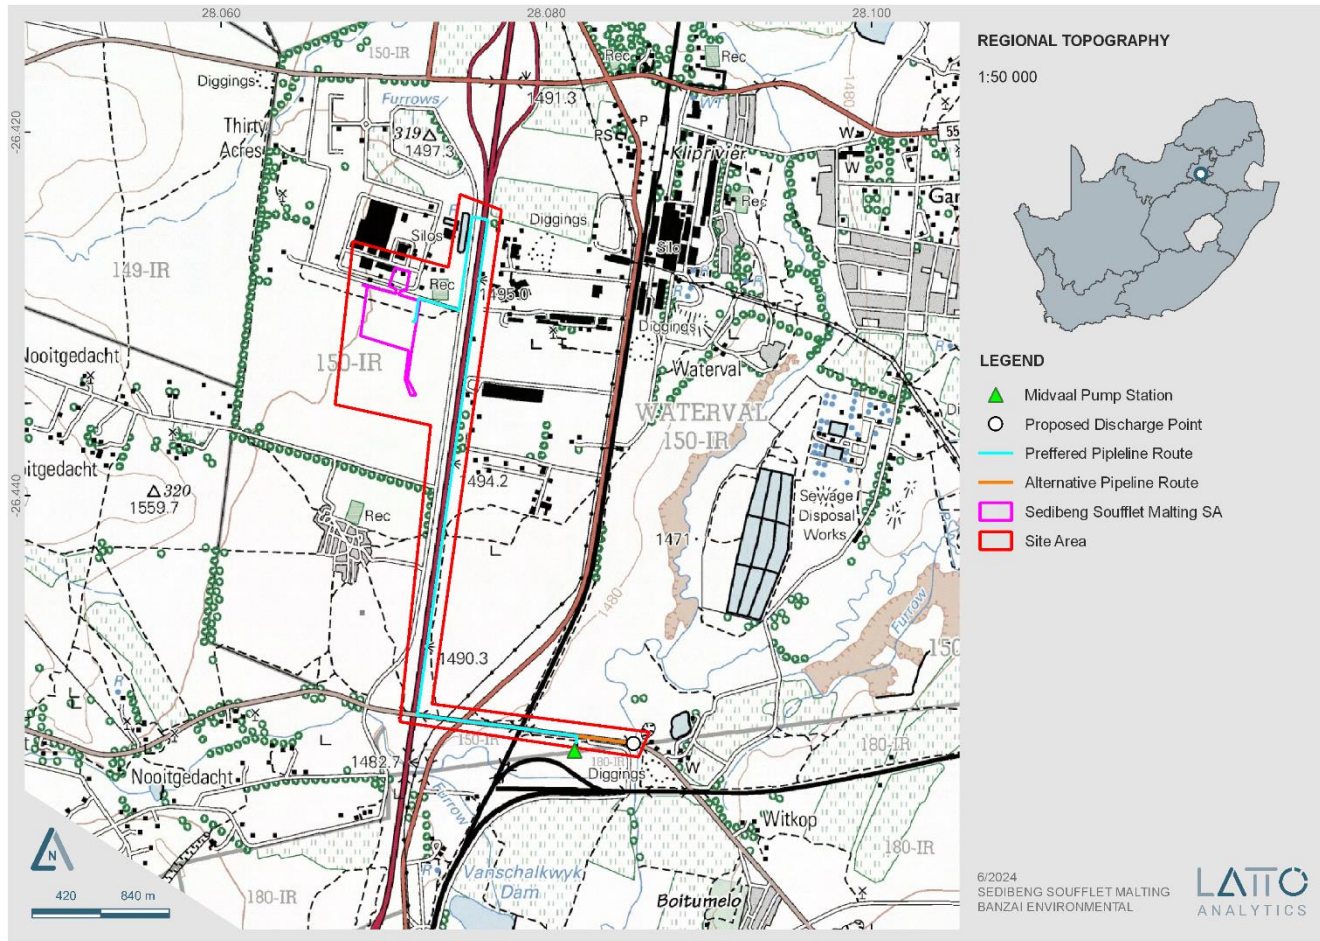 28.060
28.080
28.100
-26.420
-26.440
150-IR
Diggings
Furrows
1491.3
Rec
Rec
WT
1480
Thirty
Acres
319
1497.3
PS
P
Kliprivier
W
W
55
Gar
Silos
Diggings
Rec
Silo
149-IR
Rec
1495.0
R
R
R
Diggings
Nooitgedacht
150-IR
Waterval
WATERVAL
150-IR
R
Di
oitgedacht
320
1559.7
1494.2
Rec
Sewage
Disposal
Works
1471
1480
Furrow
150
1490.3
R
150-IR
180-IR
180-IR
1482.7
Diggings
W
Nooitgedacht
Furrow
Witkop
180-IR
180-IR
R
Vanschalkwyk
Dam
Boitumelo
N
420
840 m
REGIONAL TOPOGRAPHY
1:50 000
LEGEND
Midvaal Pump Station
Proposed Discharge Point
Preffered Pipleline Route
Alternative Pipeline Route
Sedibeng Soufflet Malting SA
Site Area
6/2024
SEDIBENG SOUFFLET MALTING
BANZAI ENVIRONMENTAL
LATTO
ANALYTICS